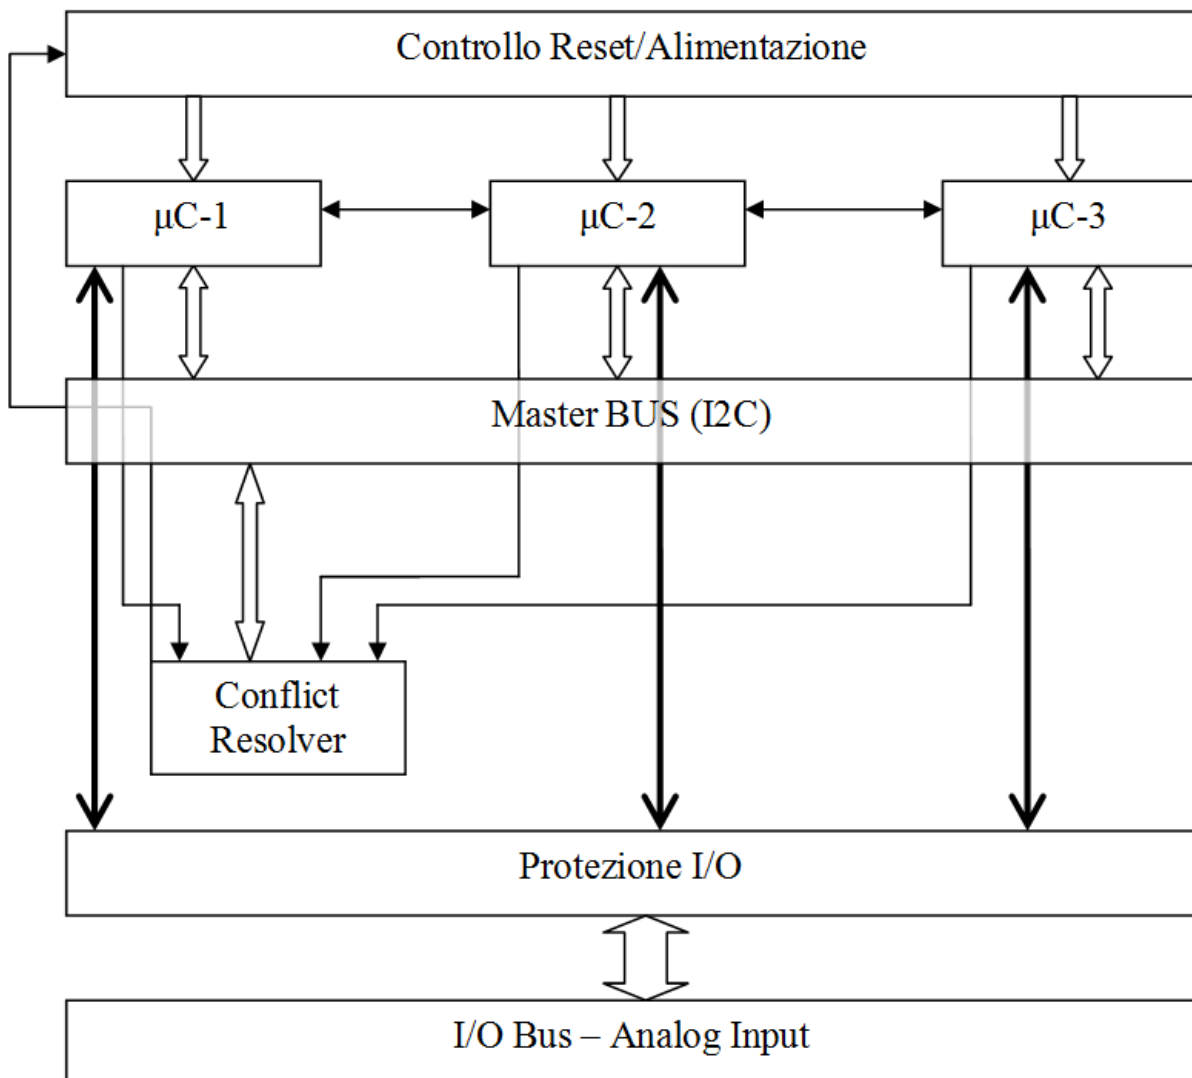 Controllo Reset/Alimentazione
μC-1
μC-2
μC-3
Master BUS (I2C)
Conflict
Resolver
Protezione I/O
I/O Bus – Analog Input